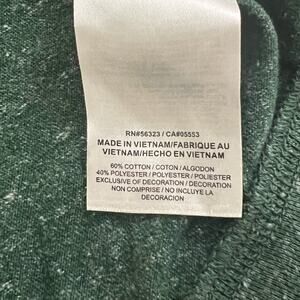 RN#56323 / CA#05553
MADE IN VIETNAM/FABRIQUE AU
VIETNAM/HECHO EN VIETNAM
60% COTTON / COTON / ALGODON
40% POLYESTER / POLYESTER / POLIESTER
EXCLUSIVE OF DECORATION / DECORATION
NON COMPRISE / NO INCLUYE LA
DECORACION